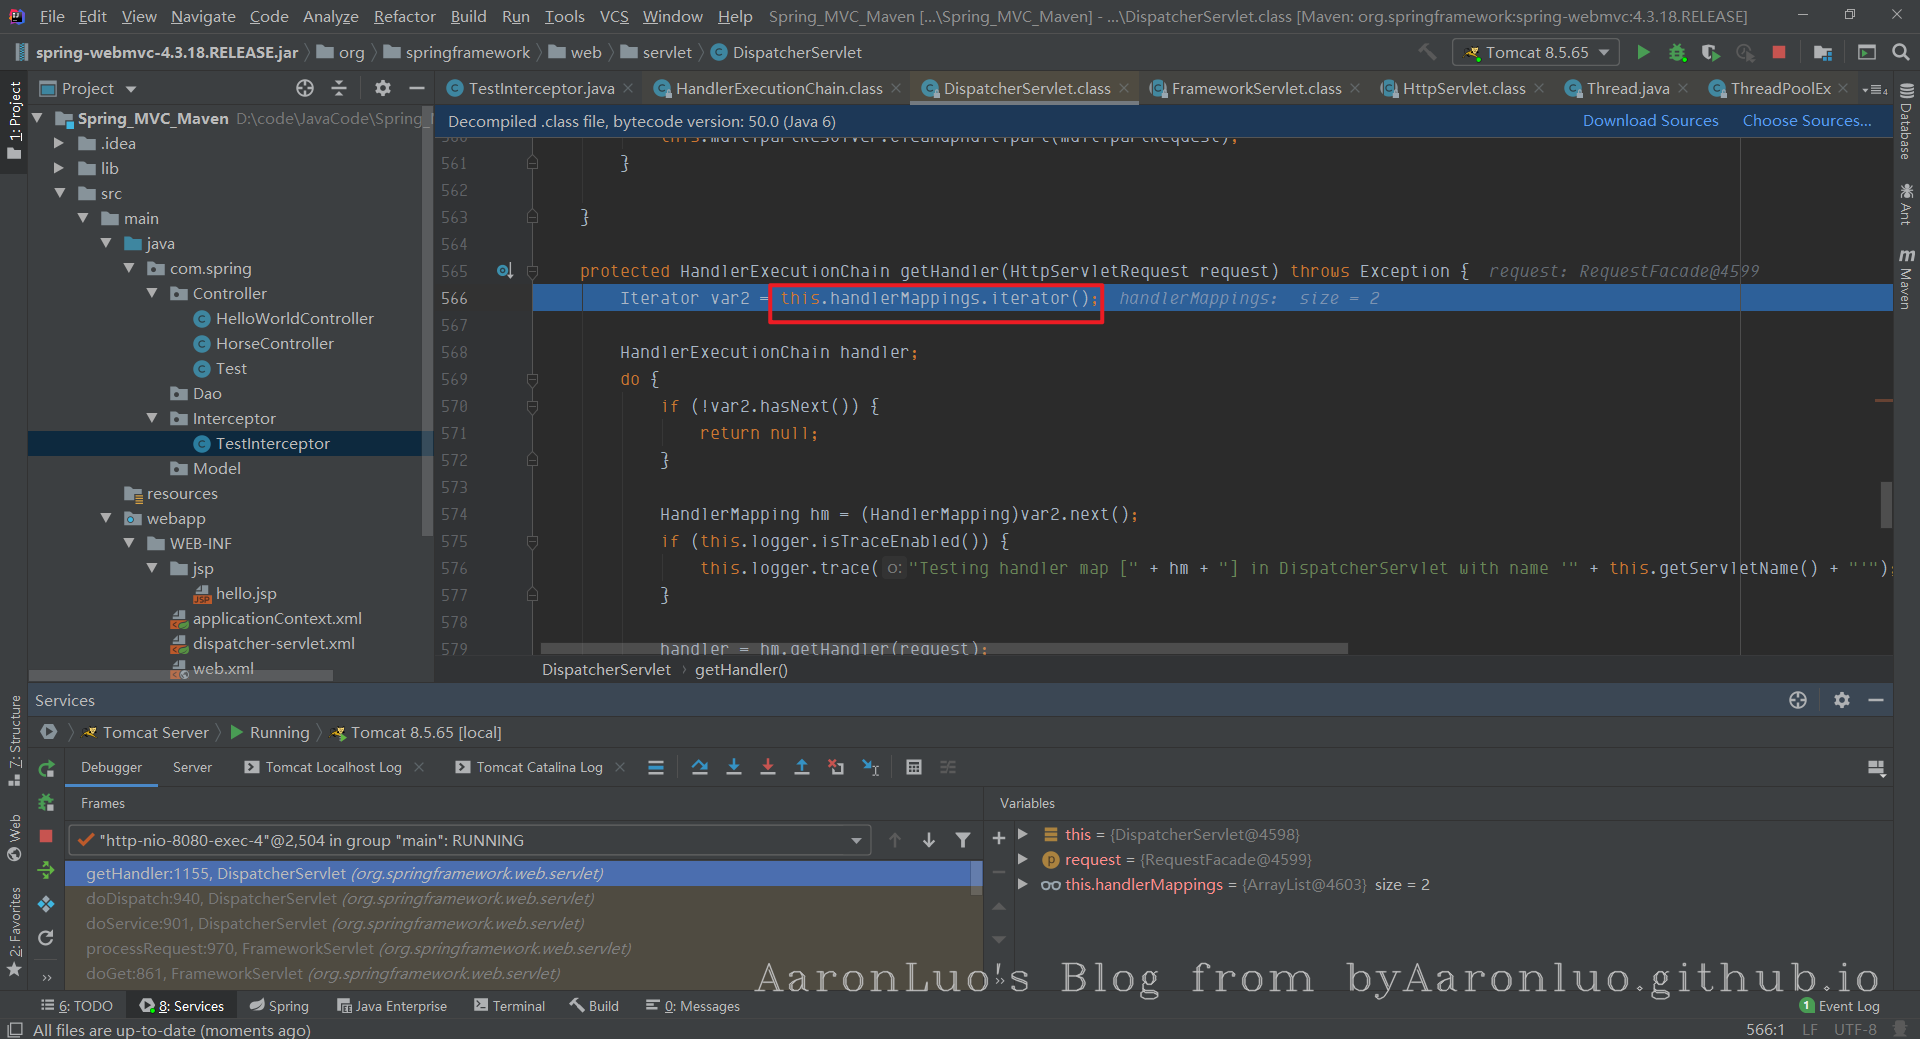 File Edit View Navigate Code Analyze Refactor Build Run Tools VCS Window Help Spring_MVC_Maven [...\Spring_MVC_Maven] - ...\DispatcherServlet.class [Maven: org.springframework:spring-webmvc:4.3.18.RELEASE]
spring-webmvc-4.3.18.RELEASE.jar org springframework web servlet DispatcherServlet Tomcat 8.5.65
Project TestInterceptor.java HandlerExecutionChain.class DispatcherServlet.class FrameworkServlet.class HttpServlet.class Thread.java ThreadPoolEx
Decompiled .class file, bytecode version: 50.0 (Java 6) Download Sources Choose Sources...
1: Project
Spring_MVC_Maven D:\code\JavaCode\Spring_
.idea
lib
src
main
java
com.spring
Controller
HelloWorldController
HorseController
Test
Dao
Interceptor
TestInterceptor
Model
resources
webapp
WEB-INF
jsp
hello.jsp
applicationContext.xml
dispatcher-servlet.xml
web.xml
560 this.multipartResolver.cleanupMultipart(multipartRequest);
561 }
562
563 }
564
565 protected HandlerExecutionChain getHandler(HttpServletRequest request) throws Exception { request: RequestFacade@4599
566 Iterator var2 = this.handlerMappings.iterator(); handlerMappings: size = 2
567
568 HandlerExecutionChain handler;
569 do {
570 if (!var2.hasNext()) {
571 return null;
572 }
573
574 HandlerMapping hm = (HandlerMapping)var2.next();
575 if (this.logger.isTraceEnabled()) {
576 this.logger.trace( o: "Testing handler map [" + hm + "] in DispatcherServlet with name '" + this.getServletName() + "'");
577 }
578
579 handler = hm.getHandler(request);
DispatcherServlet › getHandler()
Database
Ant
m Maven
Services
Tomcat Server Running Tomcat 8.5.65 [local]
Debugger Server Tomcat Localhost Log Tomcat Catalina Log
Frames Variables
"http-nio-8080-exec-4"@2,504 in group "main": RUNNING
getHandler:1155, DispatcherServlet (org.springframework.web.servlet)
doDispatch:940, DispatcherServlet (org.springframework.web.servlet)
doService:901, DispatcherServlet (org.springframework.web.servlet)
processRequest:970, FrameworkServlet (org.springframework.web.servlet)
doGet:861, FrameworkServlet (org.springframework.web.servlet)
this = {DispatcherServlet@4598}
request = {RequestFacade@4599}
this.handlerMappings = {ArrayList@4603} size = 2
7: Structure
Web
2: Favorites
AaronLuo's Blog from byAaronluo.github.io
6: TODO 8: Services Spring Java Enterprise Terminal Build 0: Messages 1 Event Log
All files are up-to-date (moments ago) 566:1 LF UTF-8